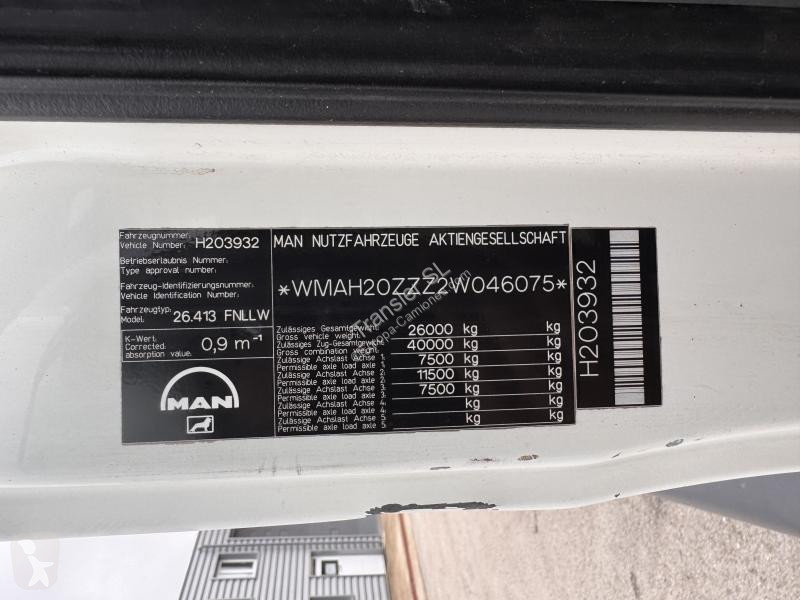 Fahrzeugnummer:
Vehicle Number: H203932
Betriebserlaubnis Nummer:
Type approval number:
Fahrzeug-Identifizierungsnummer:
Vehicle Identification Number:
Fahrzeugtyp:
Model: 26.413 FNLLW
K-Wert:
Corrected absorption value: 0,9 m⁻¹
MAN
MAN NUTZFAHRZEUGE AKTIENGESELLSCHAFT
*WMAH20ZZZ2W046075*
Zulässiges Gesamtgewicht
Gross vehicle weight: 26000 kg kg
Zulässiges Zug-Gesamtgewicht
Gross combination weight: 40000 kg kg
Zulässige Achslast Achse 1:
Permissible axle load axle 1: 7500 kg kg
Zulässige Achslast Achse 2:
Permissible axle load axle 2: 11500 kg kg
Zulässige Achslast Achse 3:
Permissible axle load axle 3: 7500 kg kg
Zulässige Achslast Achse 4:
Permissible axle load axle 4: kg kg
Zulässige Achslast Achse 5:
Permissible axle load axle 5: kg kg
H203932
Transfer SL